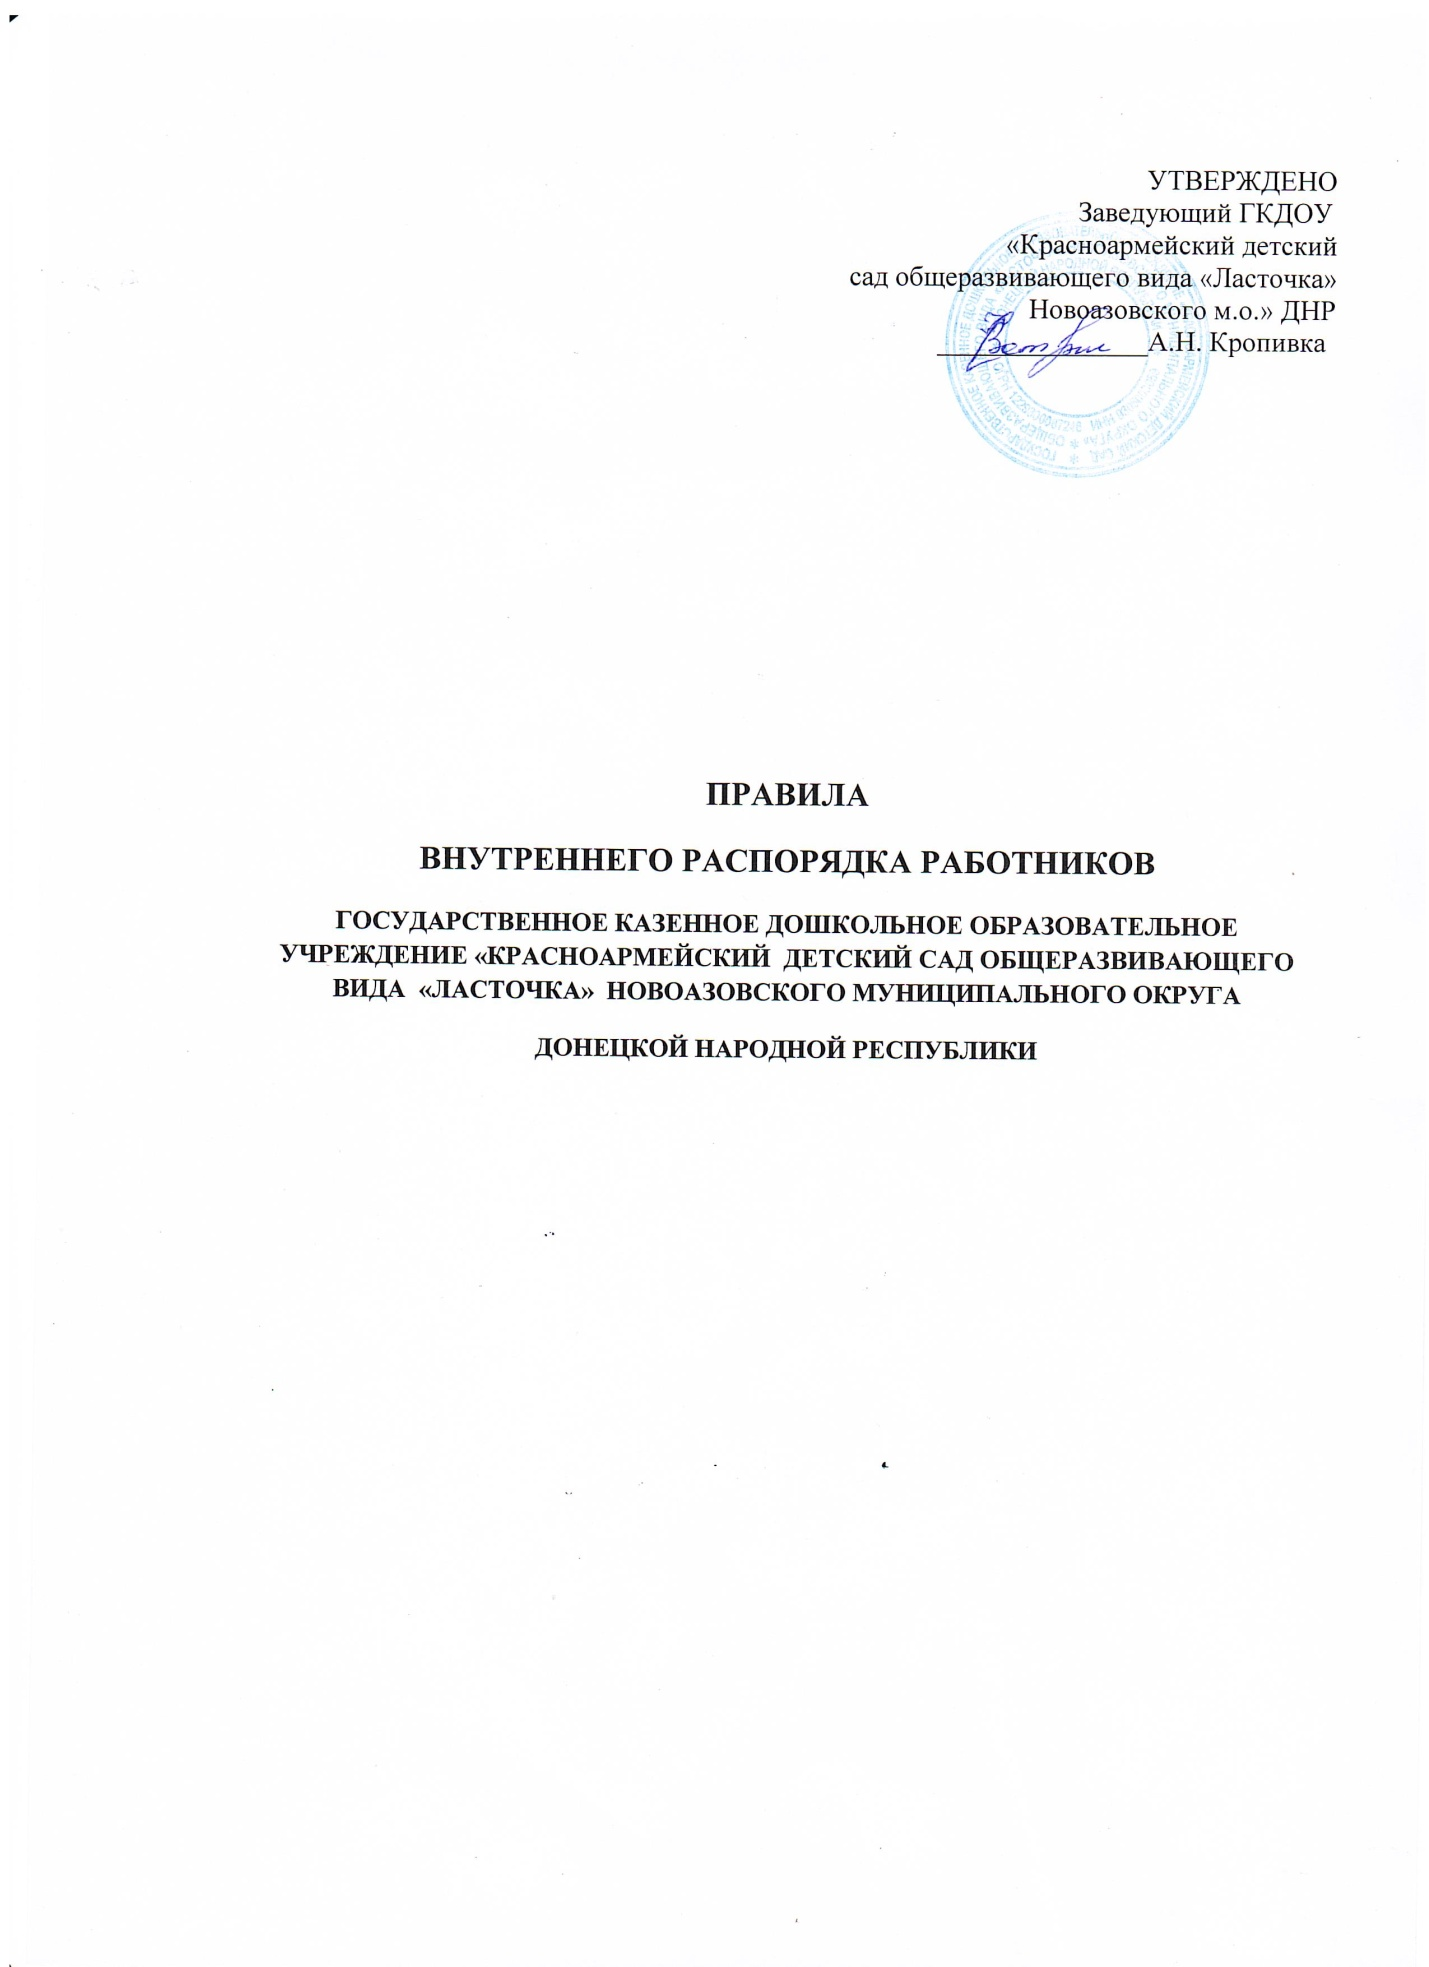 УТВЕРЖДЕНО
Заведующий ГКДОУ
«Красноармейский детский
сад общеразвивающего вида «Ласточка»
Новоазовского м.о.» ДНР
_______________А.Н. Кропивка
ПРАВИЛА
ВНУТРЕННЕГО РАСПОРЯДКА РАБОТНИКОВ
ГОСУДАРСТВЕННОЕ КАЗЕННОЕ ДОШКОЛЬНОЕ ОБРАЗОВАТЕЛЬНОЕ
УЧРЕЖДЕНИЕ «КРАСНОАРМЕЙСКИЙ ДЕТСКИЙ САД ОБЩЕРАЗВИВАЮЩЕГО
ВИДА «ЛАСТОЧКА» НОВОАЗОВСКОГО МУНИЦИПАЛЬНОГО ОКРУГА
ДОНЕЦКОЙ НАРОДНОЙ РЕСПУБЛИКИ